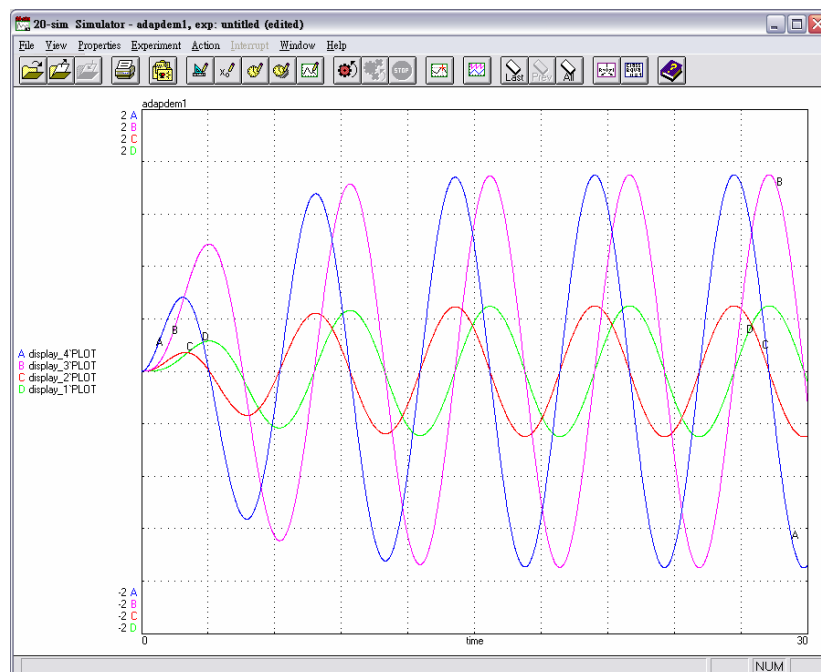 20-sim Simulator - adapdem1, exp: untitled (edited)
File View Properties Experiment Action Interrupt Window Help
STOP Last Prev All
adapdem1
2 A
2 B
2 C
2 D
B
B
D
D
A
C
C
A display_4'PLOT
B display_3'PLOT
C display_2'PLOT
D display_1'PLOT
A
-2 A
-2 B
-2 C
-2 D
0 time 30
NUM